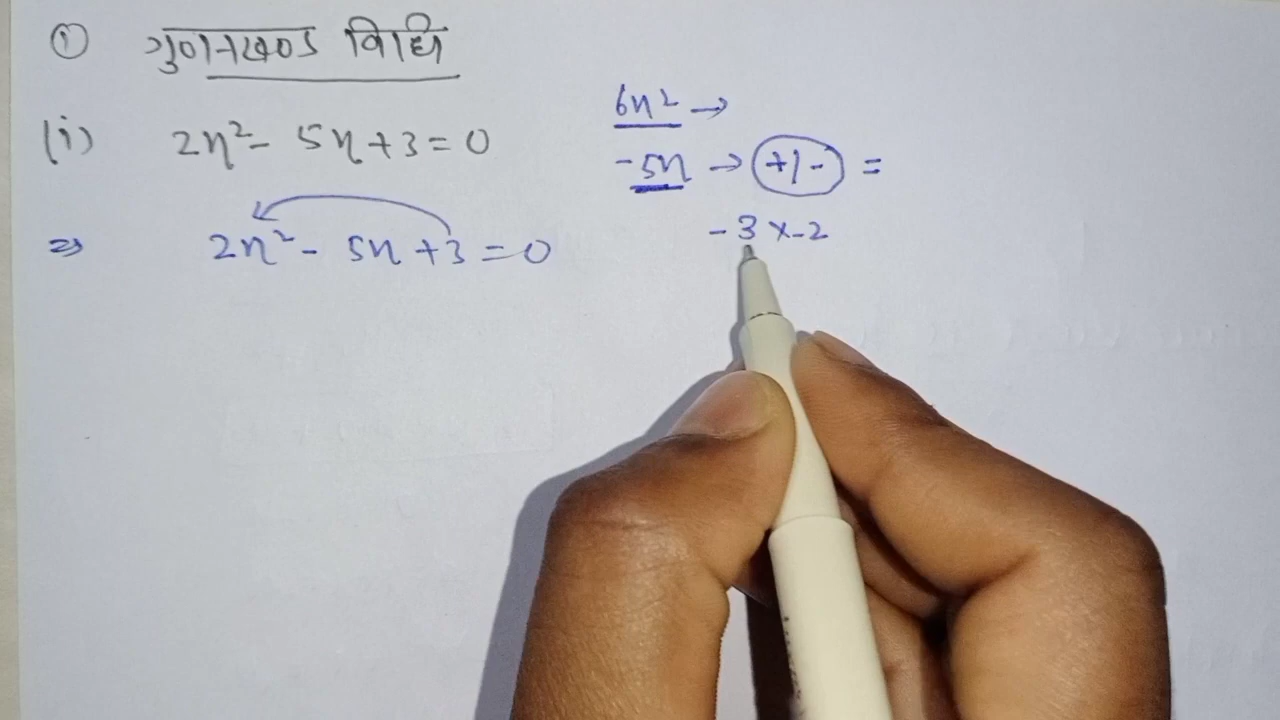 ① गुणनखण्ड विधि
(i) 2x² - 5x + 3 = 0
⇒ 2x² - 5x + 3 = 0
6x² →
-5x → +/- =
-3 x -2